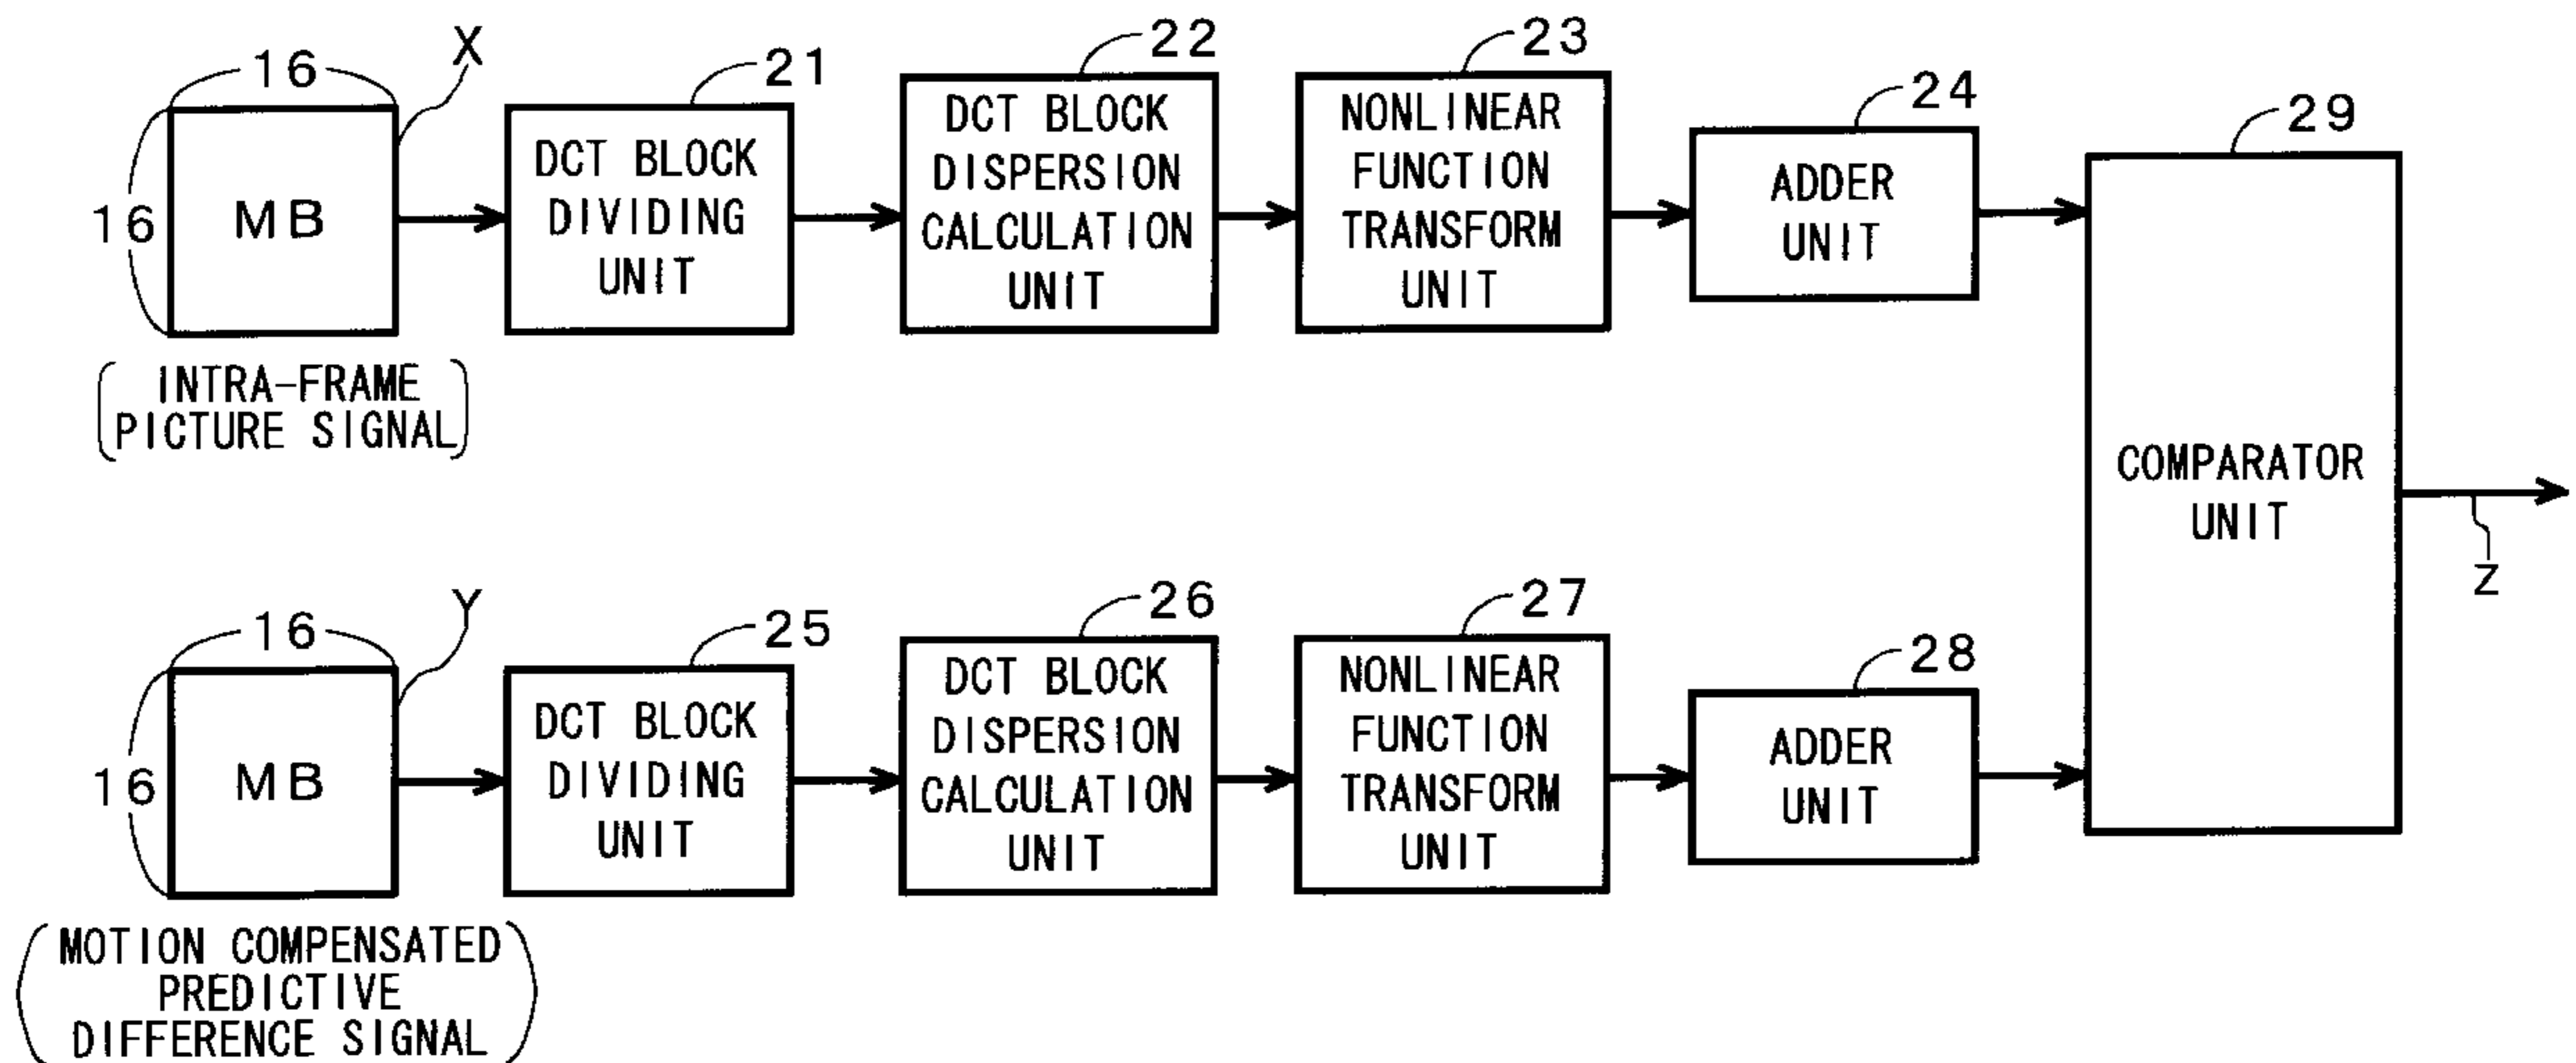 16
X
16
MB
INTRA-FRAME
PICTURE SIGNAL
21
DCT BLOCK
DIVIDING
UNIT
22
DCT BLOCK
DISPERSION
CALCULATION
UNIT
23
NONLINEAR
FUNCTION
TRANSFORM
UNIT
24
ADDER
UNIT
29
COMPARATOR
UNIT
Z
16
Y
16
MB
MOTION COMPENSATED
PREDICTIVE
DIFFERENCE SIGNAL
25
DCT BLOCK
DIVIDING
UNIT
26
DCT BLOCK
DISPERSION
CALCULATION
UNIT
27
NONLINEAR
FUNCTION
TRANSFORM
UNIT
28
ADDER
UNIT